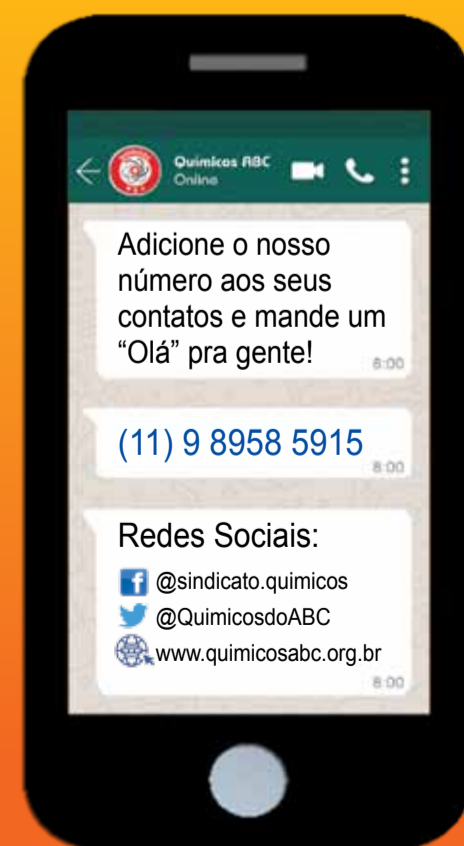 Químicos ABC
Online
Adicione o nosso
número aos seus
contatos e mande um
“Olá” pra gente!
8:00
(11) 9 8958 5915
8:00
Redes Sociais:
@sindicato.quimicos
@QuimicosdoABC
www.quimicosabc.org.br
8:00